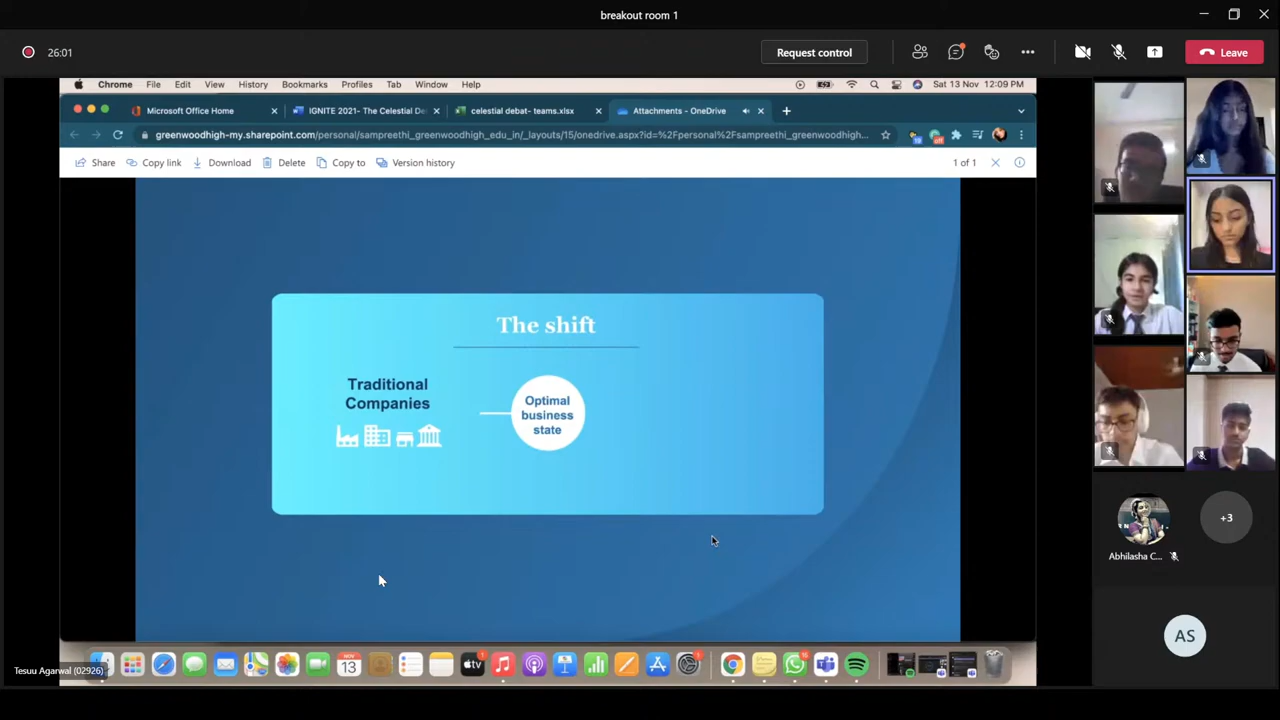 breakout room 1
26:01
Request control
Leave
Chrome File Edit View History Bookmarks Profiles Tab Window Help
Sat 13 Nov 12:09 PM
Microsoft Office Home
IGNITE 2021- The Celestial De
celestial debat- teams.xlsx
Attachments - OneDrive
greenwoodhigh-my.sharepoint.com/personal/sampreethi_greenwoodhigh_edu_in/_layouts/15/onedrive.aspx?id=%2Fpersonal%2Fsampreethi_greenwoodhigh...
Share Copy link Download Delete Copy to Version history
1 of 1
The shift
Traditional
Companies
Optimal
business
state
+3
Abhilasha C...
AS
NOV
13
tv
Tesuu Agarwal (02926)